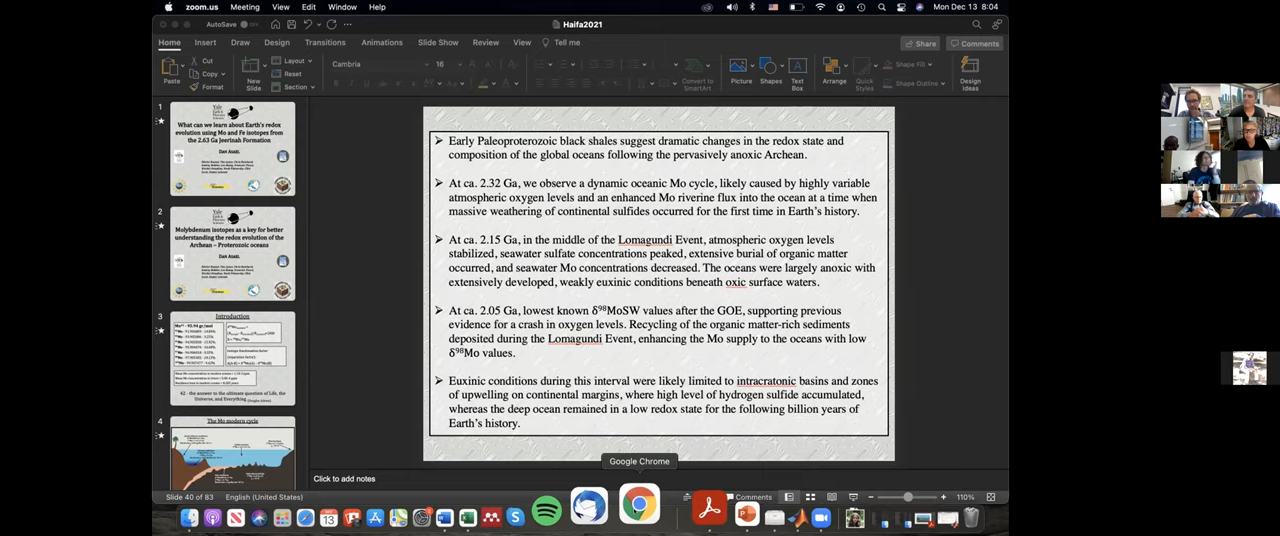 zoom.us Meeting View Edit Window Help
Mon Dec 13 8:04
AutoSave
Haifa2021
Home Insert Draw Design Transitions Animations Slide Show Review View Tell me
Share Comments
Paste
Cut
Copy
Format
New Slide
Layout
Reset
Section
Cambria 16
Convert to SmartArt
Picture Shapes Text Box
Arrange Quick Styles
Shape Fill
Shape Outline
Design Ideas
1
Yale
What can we learn about Earth's redox
evolution using Mo and Fe isotopes from
the 2.63 Ga Jeerinah Formation
Dan Asael
2
Yale
Molybdenum isotopes as a key for better
understanding the redox evolution of the
Archean – Proterozoic oceans
Dan Asael
3
Introduction
42 - the answer to the ultimate question of Life, the
Universe, and Everything
4
The Mo modern cycle
➢ Early Paleoproterozoic black shales suggest dramatic changes in the redox state and
composition of the global oceans following the pervasively anoxic Archean.
➢ At ca. 2.32 Ga, we observe a dynamic oceanic Mo cycle, likely caused by highly variable
atmospheric oxygen levels and an enhanced Mo riverine flux into the ocean at a time when
massive weathering of continental sulfides occurred for the first time in Earth's history.
➢ At ca. 2.15 Ga, in the middle of the Lomagundi Event, atmospheric oxygen levels
stabilized, seawater sulfate concentrations peaked, extensive burial of organic matter
occurred, and seawater Mo concentrations decreased. The oceans were largely anoxic with
extensively developed, weakly euxinic conditions beneath oxic surface waters.
➢ At ca. 2.05 Ga, lowest known δ⁹⁸MoSW values after the GOE, supporting previous
evidence for a crash in oxygen levels. Recycling of the organic matter-rich sediments
deposited during the Lomagundi Event, enhancing the Mo supply to the oceans with low
δ⁹⁸Mo values.
➢ Euxinic conditions during this interval were likely limited to intracratonic basins and zones
of upwelling on continental margins, where high level of hydrogen sulfide accumulated,
whereas the deep ocean remained in a low redox state for the following billion years of
Earth's history.
Google Chrome
Click to add notes
Slide 40 of 83 English (United States)
Comments
110%
DEC
13